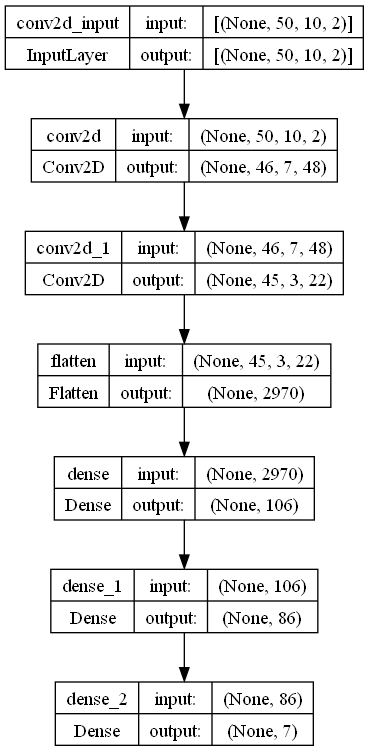 conv2d_input input: [(None, 50, 10, 2)]
InputLayer output: [(None, 50, 10, 2)]
conv2d input: (None, 50, 10, 2)
Conv2D output: (None, 46, 7, 48)
conv2d_1 input: (None, 46, 7, 48)
Conv2D output: (None, 45, 3, 22)
flatten input: (None, 45, 3, 22)
Flatten output: (None, 2970)
dense input: (None, 2970)
Dense output: (None, 106)
dense_1 input: (None, 106)
Dense output: (None, 86)
dense_2 input: (None, 86)
Dense output: (None, 7)